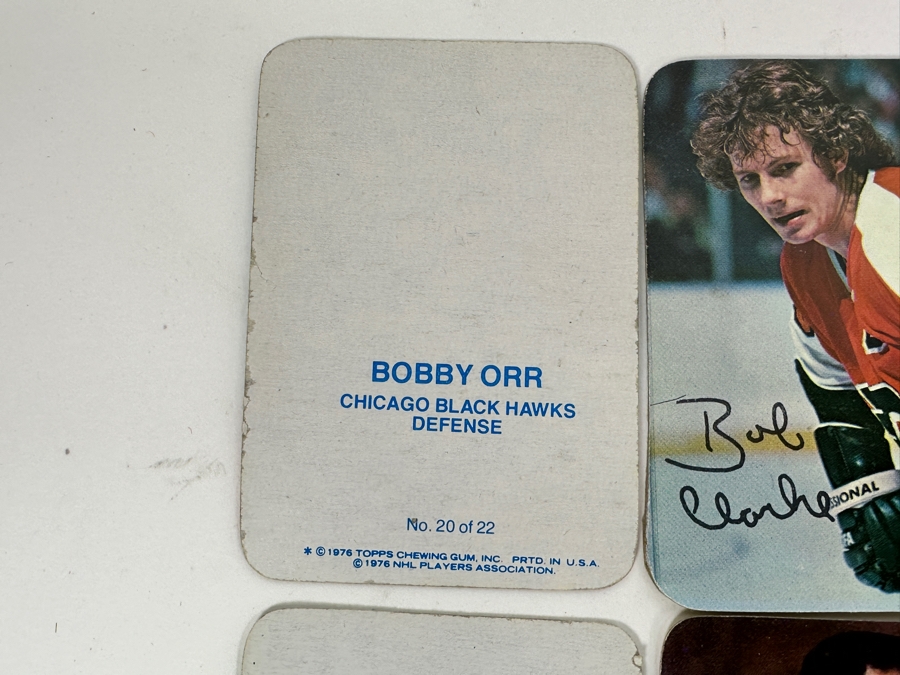 BOBBY ORR
CHICAGO BLACK HAWKS
DEFENSE
No. 20 of 22
* © 1976 TOPPS CHEWING GUM, INC. PRTD. IN U.S.A.
© 1976 NHL PLAYERS ASSOCIATION.
Bob
Clarke
SIONAL